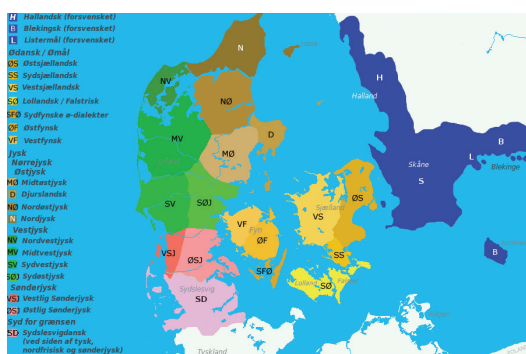 H Hallandsk (forsvensket)
B Blekingsk (forsvensket)
L Listermål (forsvensket)
Ødansk / Ømål
ØS Østsjællandsk
SS Sydsjællandsk
VS Vestsjællandsk
SØ Lollandsk / Falstrisk
SFØ Sydfynske ø-dialekter
ØF Østfynsk
VF Vestfynsk
Jysk
Nørrejysk
Østjysk
MØ Midtøstjysk
D Djurslandsk
NØ Nordøstjysk
N Nordjysk
Vestjysk
NV Nordvestjysk
MV Midtvestjysk
SV Sydvestjysk
SØJ Sydøstjysk
Sønderjysk
VSJ Vestlig Sønderjysk
ØSJ Østlig Sønderjysk
Syd for grænsen
SD Sydslesvigdansk
(ved siden af tysk,
nordfrisisk og sønderjysk)
N
NV
NØ
MV
MØ
D
SV
SØJ
VSJ
ØSJ
Sydslesvig
SD
Tyskland
VF
Fyn
ØF
SFØ
Sjælland
VS
ØS
SS
Lolland
SØ
Falster
H
Halland
Skåne
S
L
B
Blekinge
B